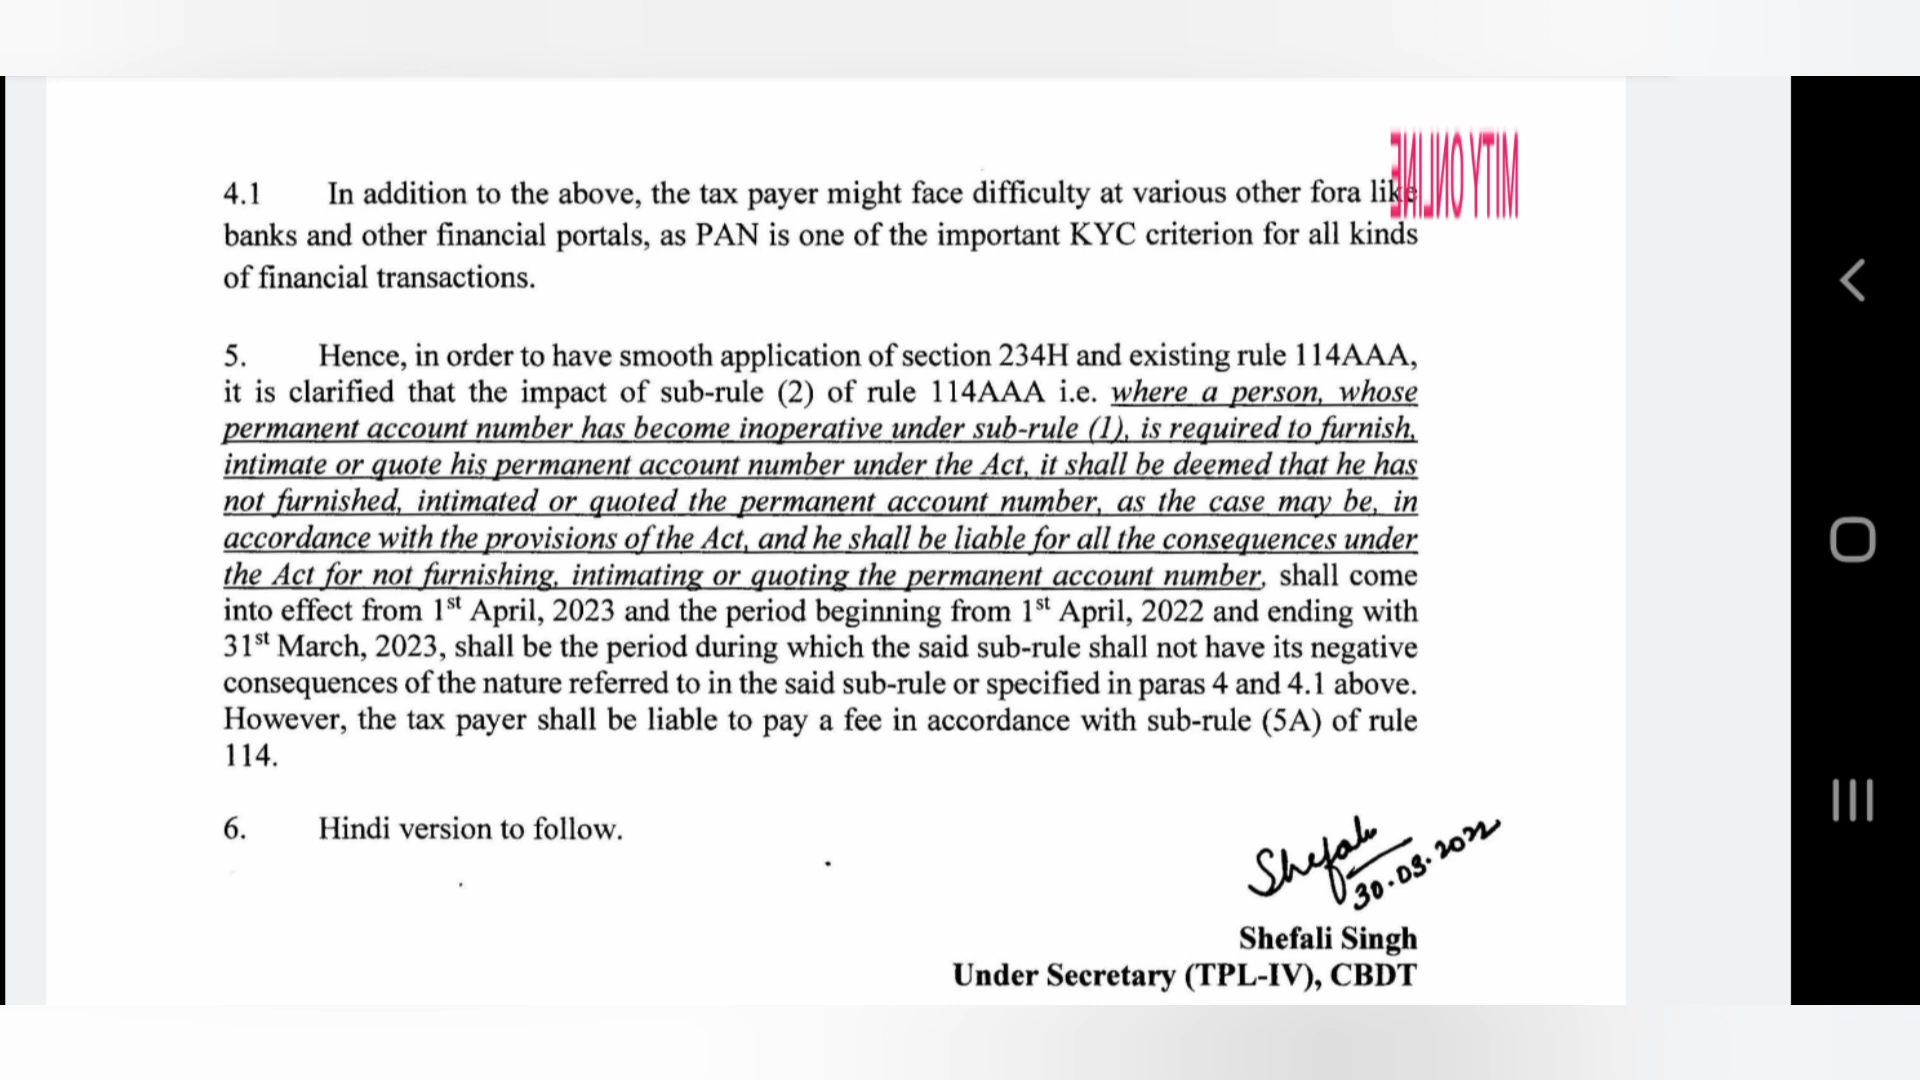 MITY ONLINE
4.1 In addition to the above, the tax payer might face difficulty at various other fora like
banks and other financial portals, as PAN is one of the important KYC criterion for all kinds
of financial transactions.
5. Hence, in order to have smooth application of section 234H and existing rule 114AAA,
it is clarified that the impact of sub-rule (2) of rule 114AAA i.e. where a person, whose
permanent account number has become inoperative under sub-rule (1), is required to furnish,
intimate or quote his permanent account number under the Act, it shall be deemed that he has
not furnished, intimated or quoted the permanent account number, as the case may be, in
accordance with the provisions of the Act, and he shall be liable for all the consequences under
the Act for not furnishing, intimating or quoting the permanent account number, shall come
into effect from 1st April, 2023 and the period beginning from 1st April, 2022 and ending with
31st March, 2023, shall be the period during which the said sub-rule shall not have its negative
consequences of the nature referred to in the said sub-rule or specified in paras 4 and 4.1 above.
However, the tax payer shall be liable to pay a fee in accordance with sub-rule (5A) of rule
114.
6. Hindi version to follow.
Shefali
30.03.2022
Shefali Singh
Under Secretary (TPL-IV), CBDT